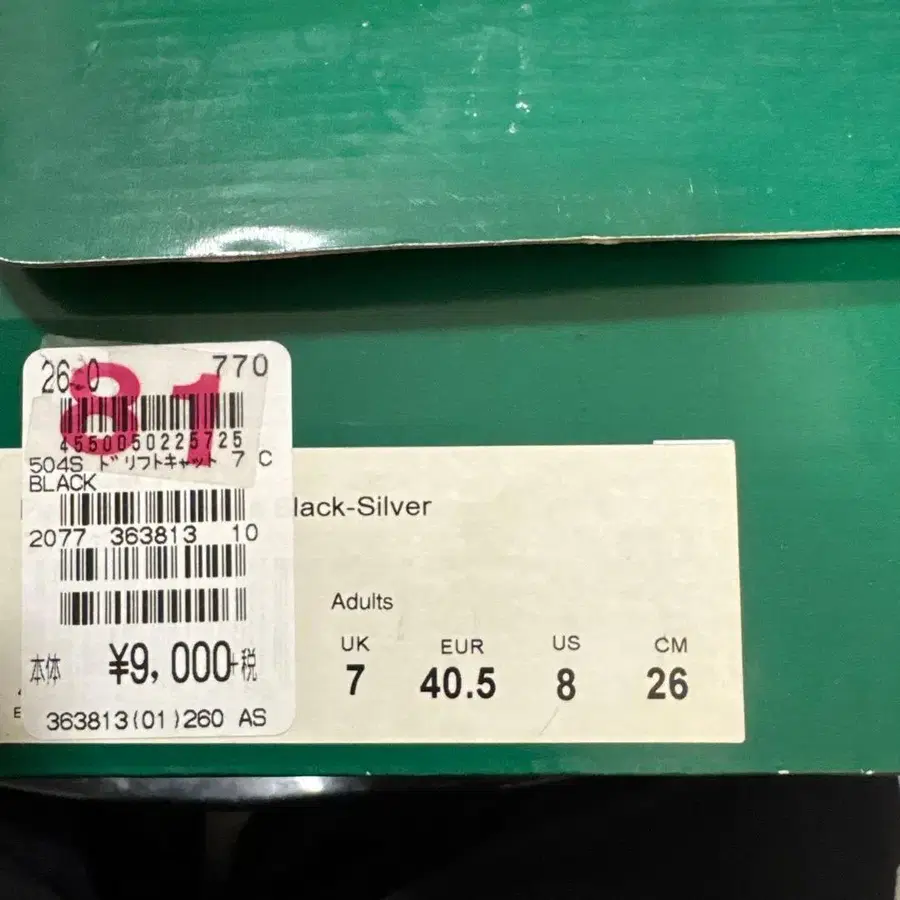 26.0 770
81
4550050225725
504S ドリフトキャット 7 C
BLACK
2077 363813 10
本体 ¥9,000+税
363813(01)260 AS
lack-Silver
Adults
UK EUR US CM
7 40.5 8 26